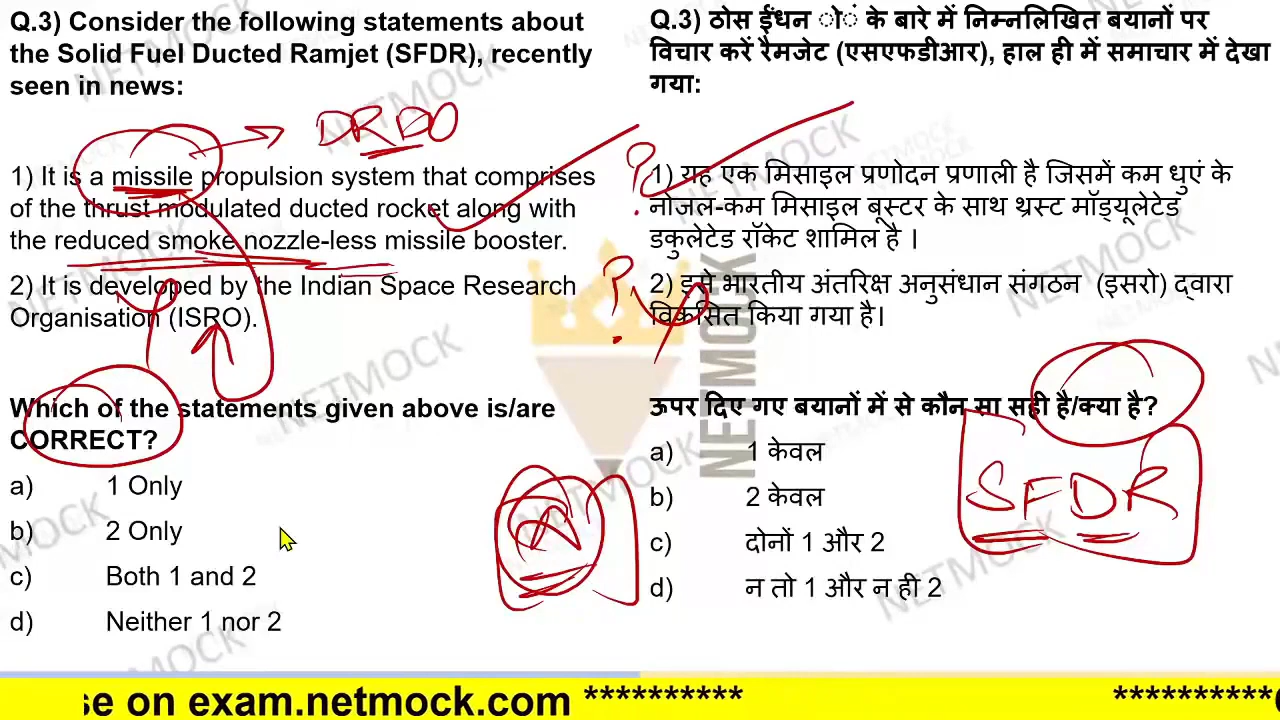 Q.3) Consider the following statements about
the Solid Fuel Ducted Ramjet (SFDR), recently
seen in news:
DRDO
1) It is a missile propulsion system that comprises
of the thrust modulated ducted rocket along with
the reduced smoke nozzle-less missile booster.
2) It is developed by the Indian Space Research
Organisation (ISRO).
Which of the statements given above is/are
CORRECT?
a) 1 Only
b) 2 Only
c) Both 1 and 2
d) Neither 1 nor 2
A
Q.3) ठोस ईंधन ोंं के बारे में निम्नलिखित बयानों पर
विचार करें रैमजेट (एसएफडीआर), हाल ही में समाचार में देखा
गया:
1) यह एक मिसाइल प्रणोदन प्रणाली है जिसमें कम धुएं के
नोजल-कम मिसाइल बूस्टर के साथ थ्रस्ट मॉड्यूलेटेड
डकुलेटेड रॉकेट शामिल है ।
2) इसे भारतीय अंतरिक्ष अनुसंधान संगठन (इसरो) द्वारा
विकसित किया गया है।
ऊपर दिए गए बयानों में से कौन सा सही है/क्या है?
a) 1 केवल
b) 2 केवल
c) दोनों 1 और 2
d) न तो 1 और न ही 2
SFDR
NETMOCK
se on exam.netmock.com ********** **********